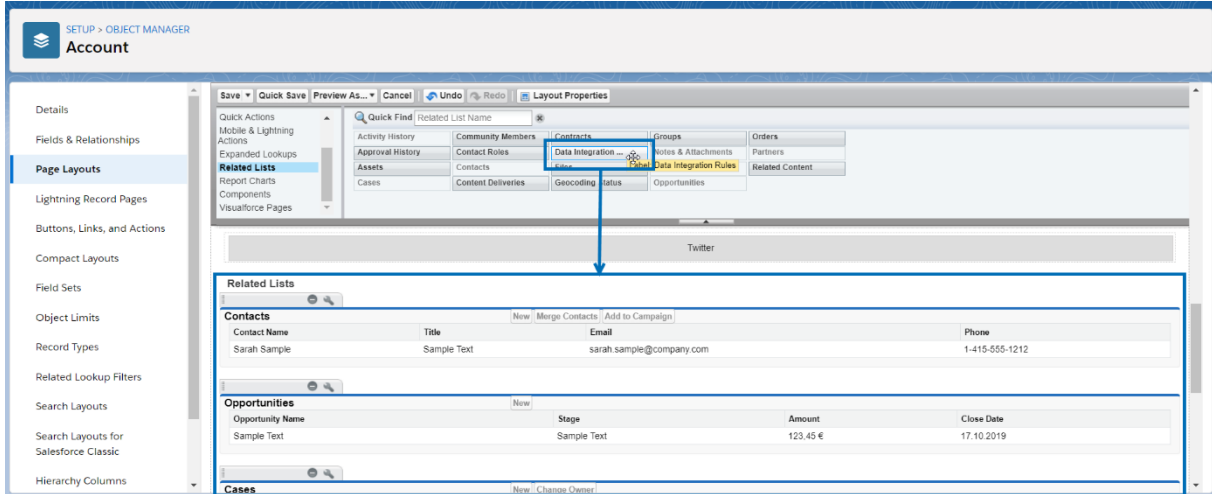 SETUP > OBJECT MANAGER
Account
Details
Fields & Relationships
Page Layouts
Lightning Record Pages
Buttons, Links, and Actions
Compact Layouts
Field Sets
Object Limits
Record Types
Related Lookup Filters
Search Layouts
Search Layouts for
Salesforce Classic
Hierarchy Columns
Save Quick Save Preview As... Cancel Undo Redo Layout Properties
Quick Actions
Mobile & Lightning
Actions
Expanded Lookups
Related Lists
Report Charts
Components
Visualforce Pages
Quick Find Related List Name
Activity History Community Members Contracts Groups Orders
Approval History Contact Roles Data Integration ... Notes & Attachments Partners
Assets Contacts Files Label: Data Integration Rules Related Content
Cases Content Deliveries Geocoding Status Opportunities
Twitter
Related Lists
Contacts New Merge Contacts Add to Campaign
Contact Name Title Email Phone
Sarah Sample Sample Text sarah.sample@company.com 1-415-555-1212
Opportunities New
Opportunity Name Stage Amount Close Date
Sample Text Sample Text 123,45 € 17.10.2019
Cases New Change Owner